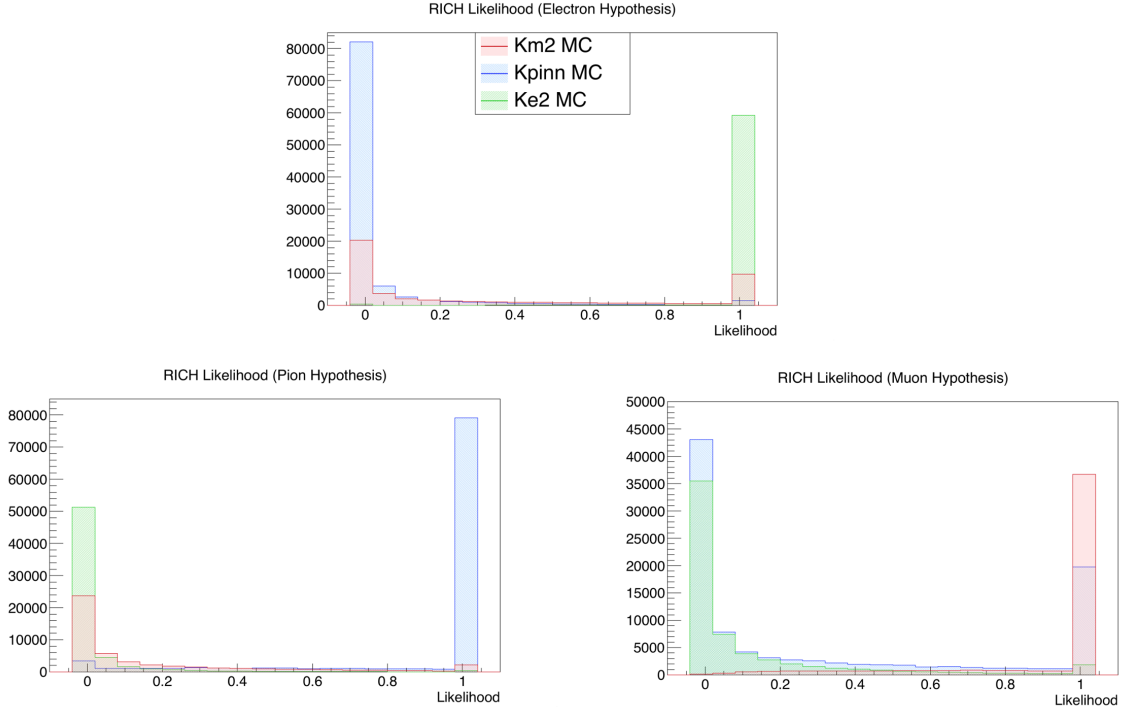 RICH Likelihood (Electron Hypothesis)
80000
70000
60000
50000
40000
30000
20000
10000
0
Km2 MC
Kpinn MC
Ke2 MC
0 0.2 0.4 0.6 0.8 1
Likelihood
RICH Likelihood (Pion Hypothesis)
80000
70000
60000
50000
40000
30000
20000
10000
0
0 0.2 0.4 0.6 0.8 1
Likelihood
RICH Likelihood (Muon Hypothesis)
50000
45000
40000
35000
30000
25000
20000
15000
10000
5000
0
0 0.2 0.4 0.6 0.8 1
Likelihood